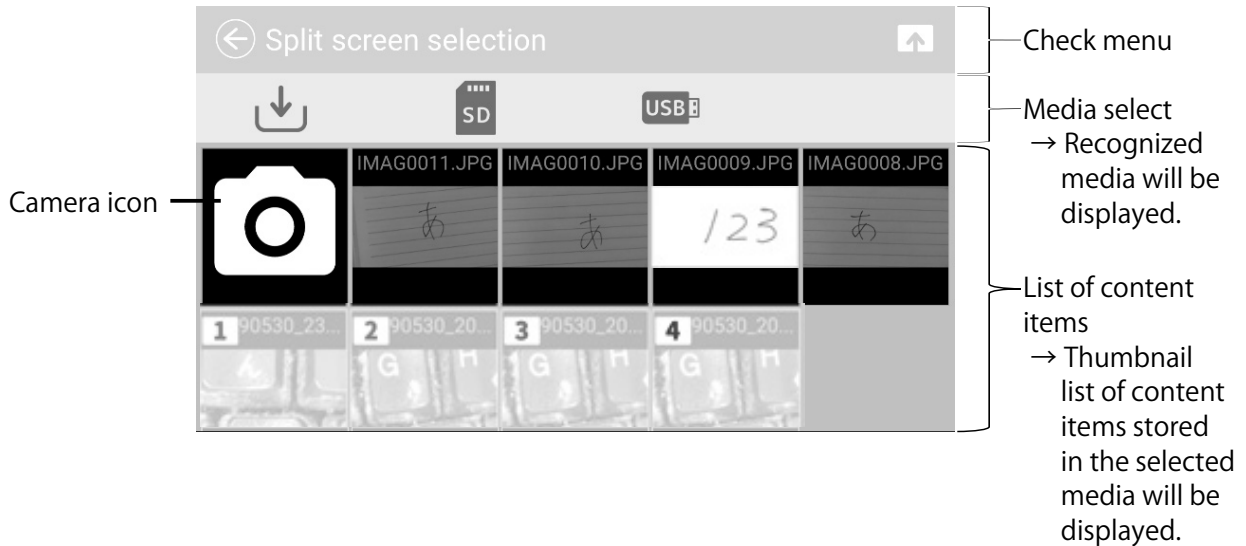 Split screen selection
Check menu
SD
USB
Media select
→ Recognized
media will be
displayed.
Camera icon
IMAG0011.JPG
IMAG0010.JPG
IMAG0009.JPG
IMAG0008.JPG
あ
あ
123
あ
List of content
items
→ Thumbnail
list of content
items stored
in the selected
media will be
displayed.
1 90530_23...
2 90530_20...
3 90530_20...
4 90530_20...
h
G H
G H
G H